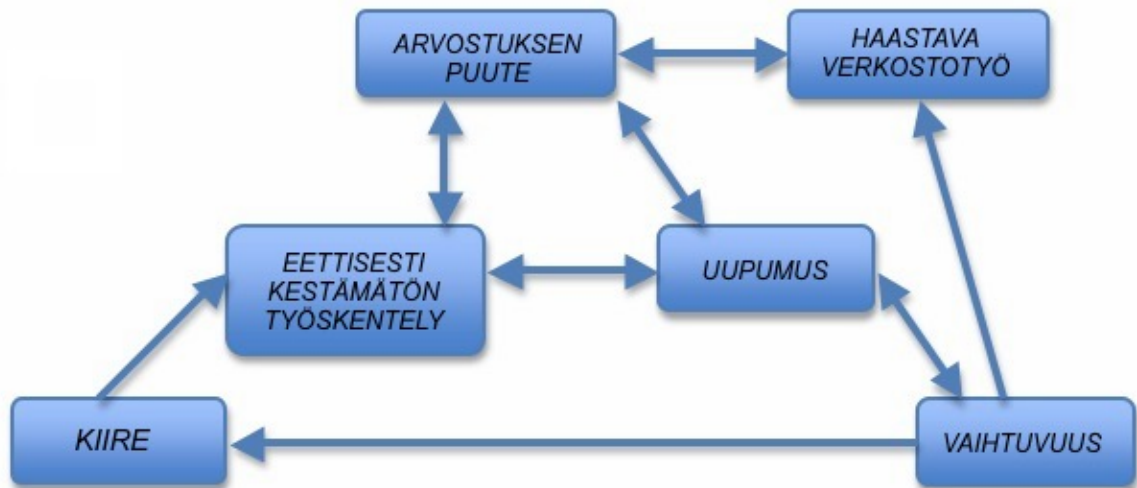 ARVOSTUKSEN
PUUTE
HAASTAVA
VERKOSTOTYÖ
EETTISESTI
KESTÄMÄTÖN
TYÖSKENTELY
UUPUMUS
KIIRE
VAIHTUVUUS